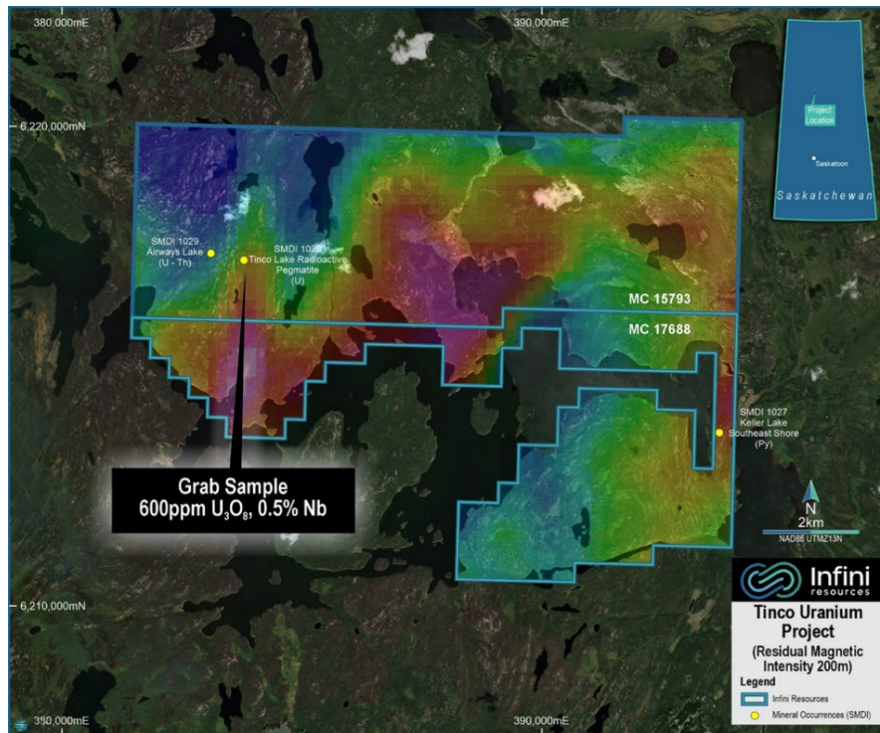 380,000mE
390,000mE
6,220,000mN
Project
Location
Saskatoon
Saskatchewan
SMDI 1029
Airways Lake
(U - Th)
SMDI 102
Tinco Lake Radioactive
Pegmatite
(U)
MC 15793
MC 17688
SMDI 1027
Keller Lake
Southeast Shore
(Py)
Grab Sample
600ppm U₃O₈, 0.5% Nb
N
2km
NAD86 UTMZ13N
6,210,000mN
Infini
resources
Tinco Uranium
Project
(Residual Magnetic
Intensity 200m)
Legend
Infini Resources
Mineral Occurrences (SMDI)
380,000mE
390,000mE